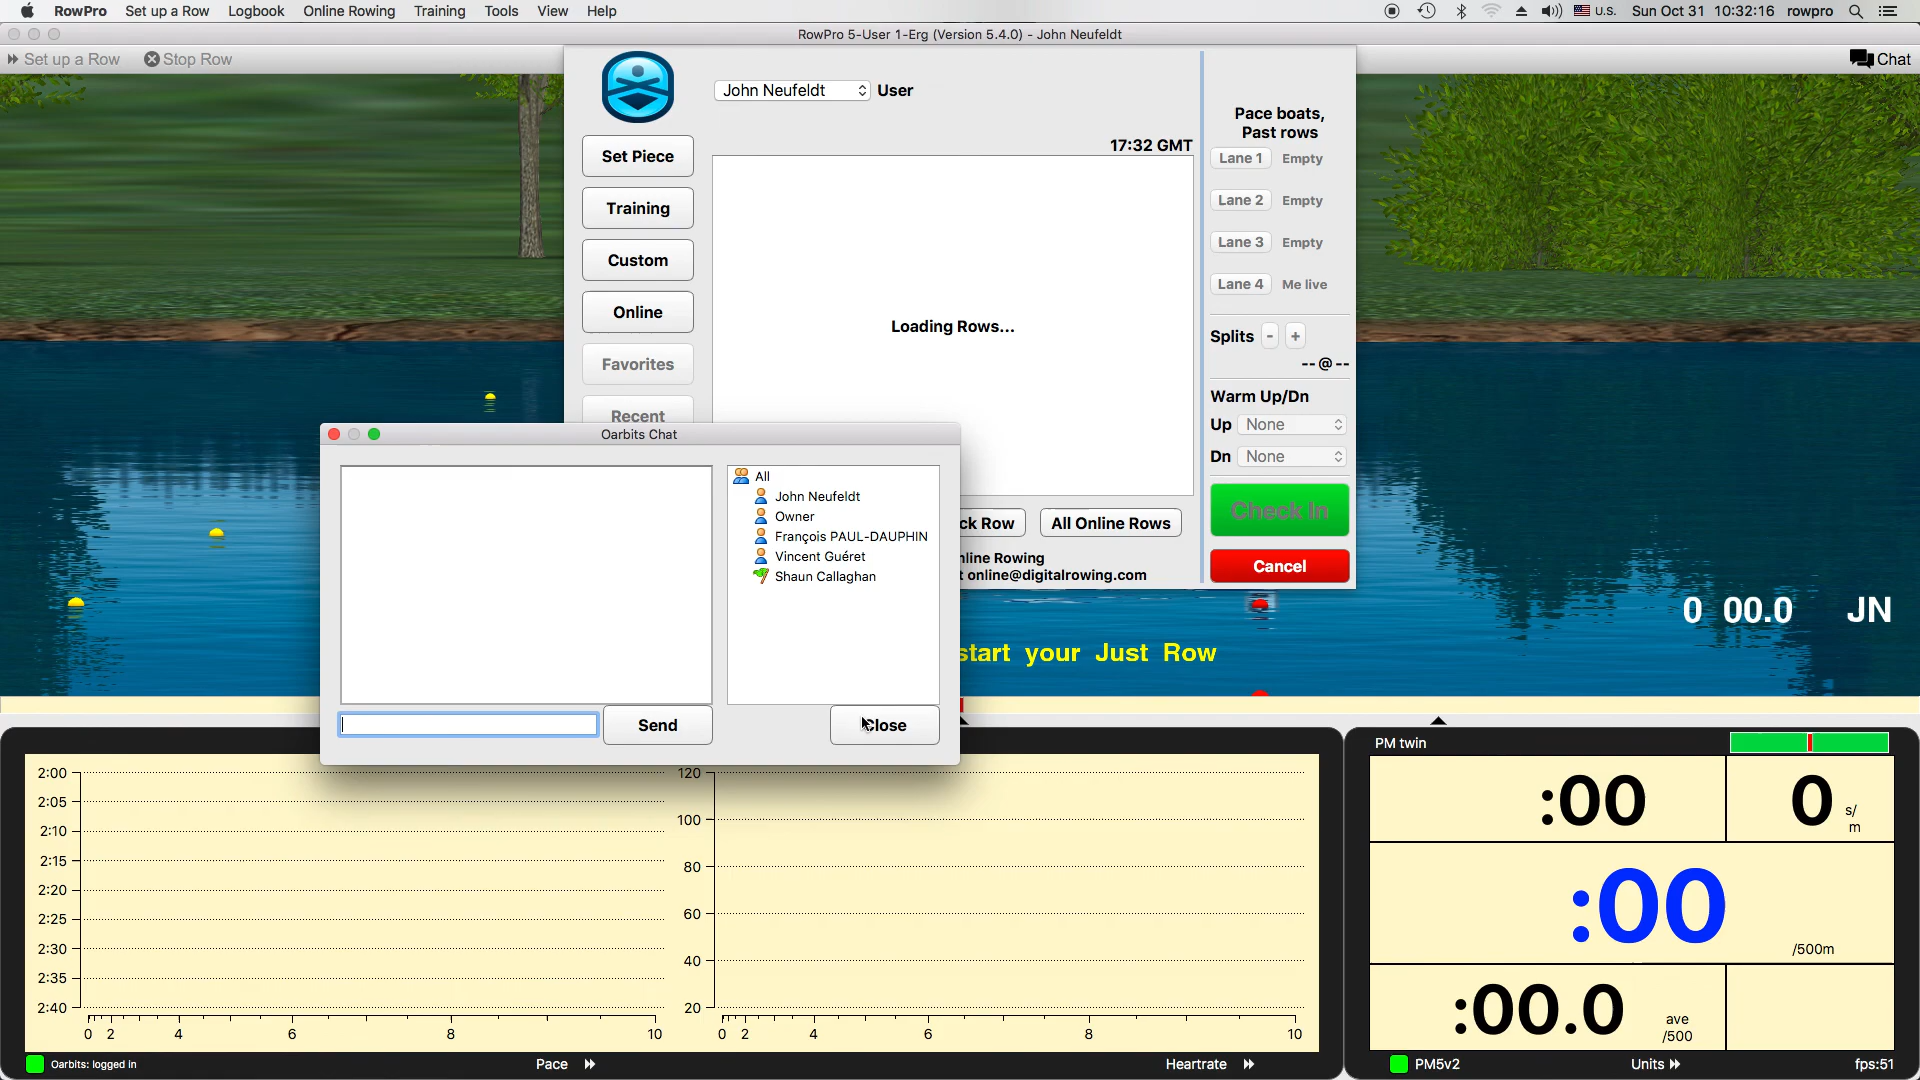 RowPro Set up a Row Logbook Online Rowing Training Tools View Help
U.S. Sun Oct 31 10:32:16 rowpro
RowPro 5-User 1-Erg (Version 5.4.0) - John Neufeldt
Set up a Row Stop Row
Chat
John Neufeldt User
17:32 GMT
Set Piece
Training
Custom
Online
Favorites
Recent
Loading Rows...
Pace boats,
Past rows
Lane 1 Empty
Lane 2 Empty
Lane 3 Empty
Lane 4 Me live
Splits - +
-- @ --
Warm Up/Dn
Up None
Dn None
Check In
Cancel
ck Row
All Online Rows
nline Rowing
t online@digitalrowing.com
Oarbits Chat
All
John Neufeldt
Owner
François PAUL-DAUPHIN
Vincent Guéret
Shaun Callaghan
Send
Close
0 00.0 JN
start your Just Row
2:00
2:05
2:10
2:15
2:20
2:25
2:30
2:35
2:40
0 2 4 6 8 10
120
100
80
60
40
20
0 2 4 6 8 10
Oarbits: logged in
Pace
Heartrate
PM twin
:00
0 s/
m
:00
/500m
:00.0
ave
/500
PM5v2
Units
fps:51